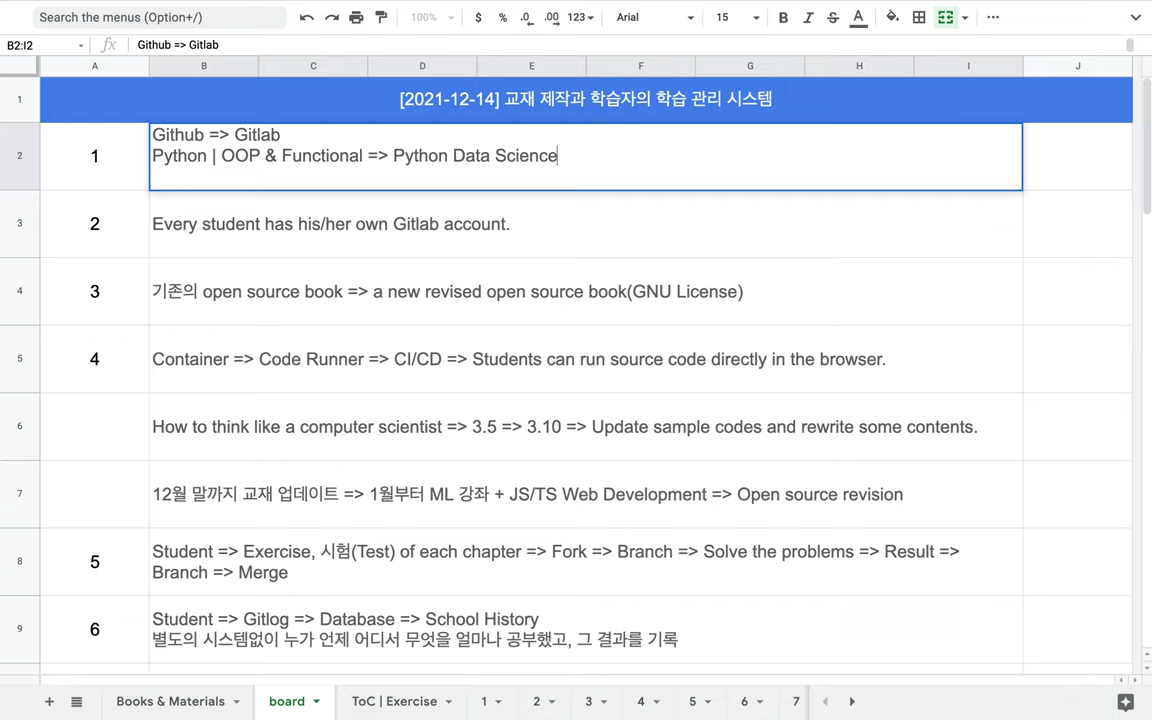 Search the menus (Option+/)
100%
$ % .0 .00 123 Arial 15 B I S A
B2:I2 fx Github => Gitlab
A B C D E F G H I J
1 [2021-12-14] 교재 제작과 학습자의 학습 관리 시스템
2 1 Github => Gitlab
Python | OOP & Functional => Python Data Science
3 2 Every student has his/her own Gitlab account.
4 3 기존의 open source book => a new revised open source book(GNU License)
5 4 Container => Code Runner => CI/CD => Students can run source code directly in the browser.
6 How to think like a computer scientist => 3.5 => 3.10 => Update sample codes and rewrite some contents.
7 12월 말까지 교재 업데이트 => 1월부터 ML 강좌 + JS/TS Web Development => Open source revision
8 5 Student => Exercise, 시험(Test) of each chapter => Fork => Branch => Solve the problems => Result =>
Branch => Merge
9 6 Student => Gitlog => Database => School History
별도의 시스템없이 누가 언제 어디서 무엇을 얼마나 공부했고, 그 결과를 기록
+ Books & Materials board ToC | Exercise 1 2 3 4 5 6 7